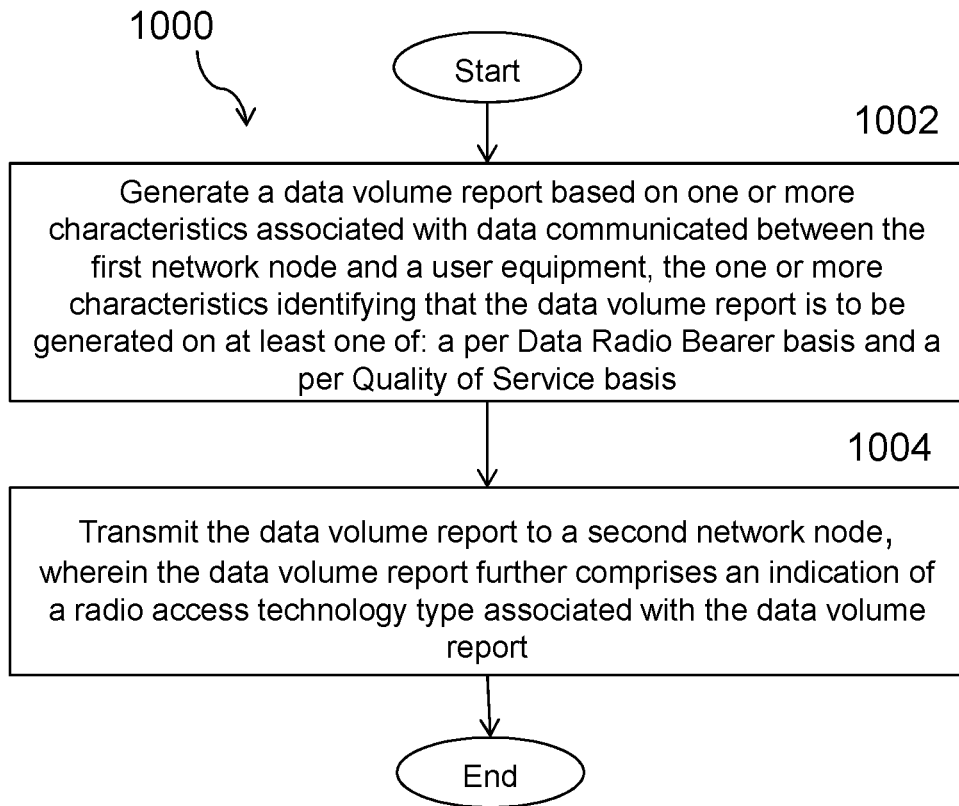 1000
Start
1002
Generate a data volume report based on one or more
characteristics associated with data communicated between the
first network node and a user equipment, the one or more
characteristics identifying that the data volume report is to be
generated on at least one of: a per Data Radio Bearer basis and a
per Quality of Service basis
1004
Transmit the data volume report to a second network node,
wherein the data volume report further comprises an indication of
a radio access technology type associated with the data volume
report
End